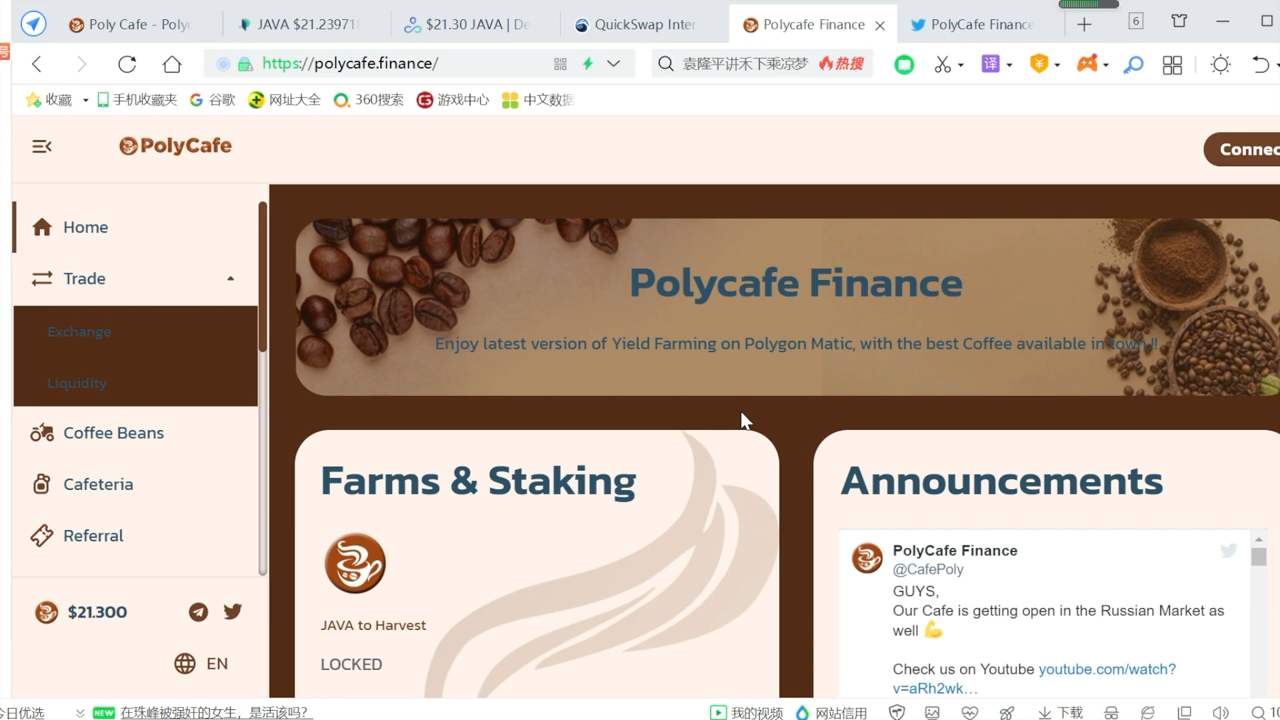 Poly Cafe - Poly
JAVA $21.23971
$21.30 JAVA | De
QuickSwap Inter
Polycafe Finance
PolyCafe Finance
6
号
https://polycafe.finance/
袁隆平讲禾下乘凉梦
热搜
译
收藏
手机收藏夹
谷歌
网址大全
360搜索
游戏中心
中文数据
PolyCafe
Connec
Home
Trade
Exchange
Liquidity
Coffee Beans
Cafeteria
Referral
$21.300
EN
Polycafe Finance
Enjoy latest version of Yield Farming on Polygon Matic, with the best Coffee available in town !!
Farms & Staking
JAVA to Harvest
LOCKED
Announcements
PolyCafe Finance
@CafePoly
GUYS,
Our Cafe is getting open in the Russian Market as
well 💪
Check us on Youtube youtube.com/watch?
v=aRh2wk…
今日优选
NEW
在珠峰被强奸的女生，是活该吗？
我的视频
网站信用
下载
10